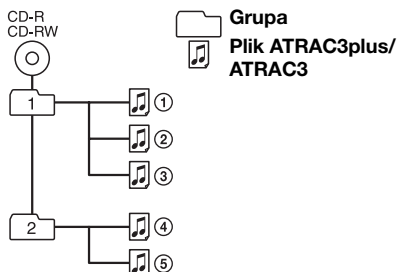 CD-R
CD-RW
Grupa
Plik ATRAC3plus/
ATRAC3
1
①
②
③
2
④
⑤